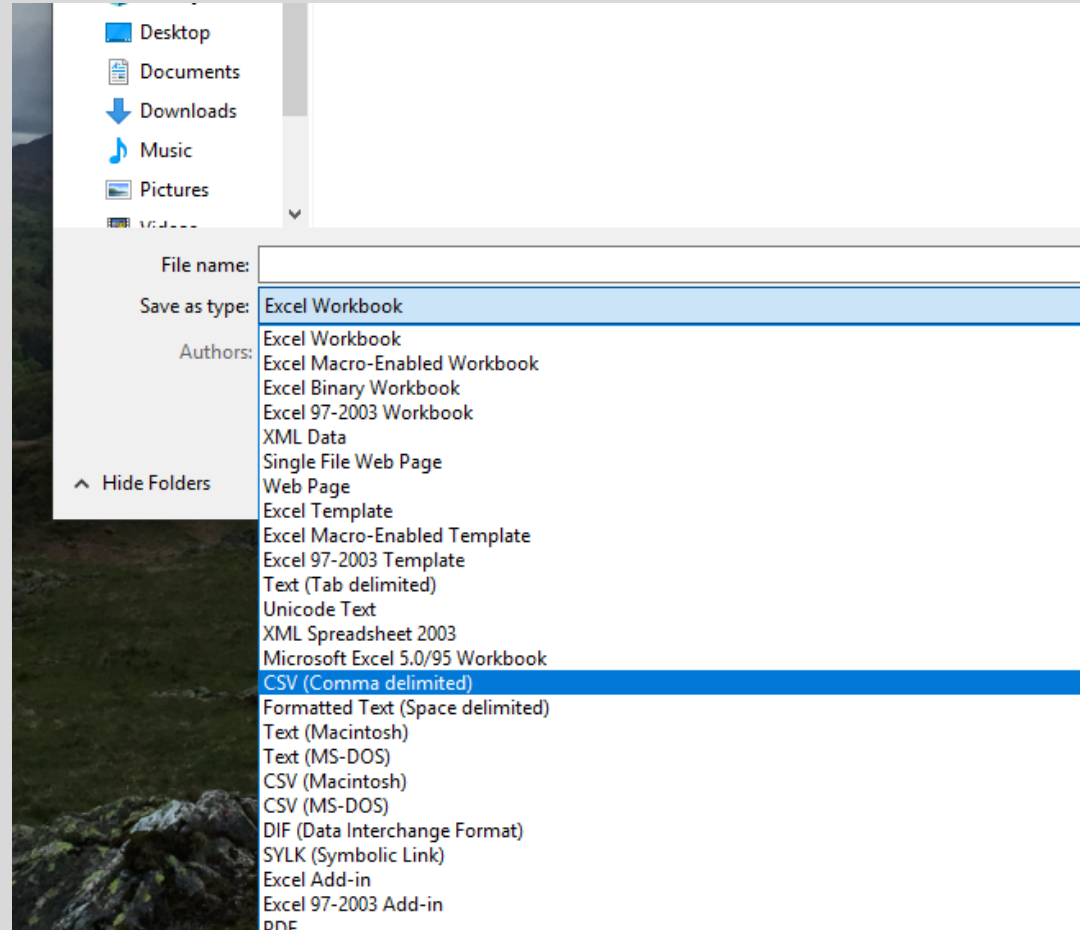 Desktop
Documents
Downloads
Music
Pictures
Videos
File name:
Save as type: Excel Workbook
Authors:
Excel Workbook
Excel Macro-Enabled Workbook
Excel Binary Workbook
Excel 97-2003 Workbook
XML Data
Single File Web Page
Web Page
Excel Template
Excel Macro-Enabled Template
Excel 97-2003 Template
Text (Tab delimited)
Unicode Text
XML Spreadsheet 2003
Microsoft Excel 5.0/95 Workbook
CSV (Comma delimited)
Formatted Text (Space delimited)
Text (Macintosh)
Text (MS-DOS)
CSV (Macintosh)
CSV (MS-DOS)
DIF (Data Interchange Format)
SYLK (Symbolic Link)
Excel Add-in
Excel 97-2003 Add-in
PDF
Hide Folders